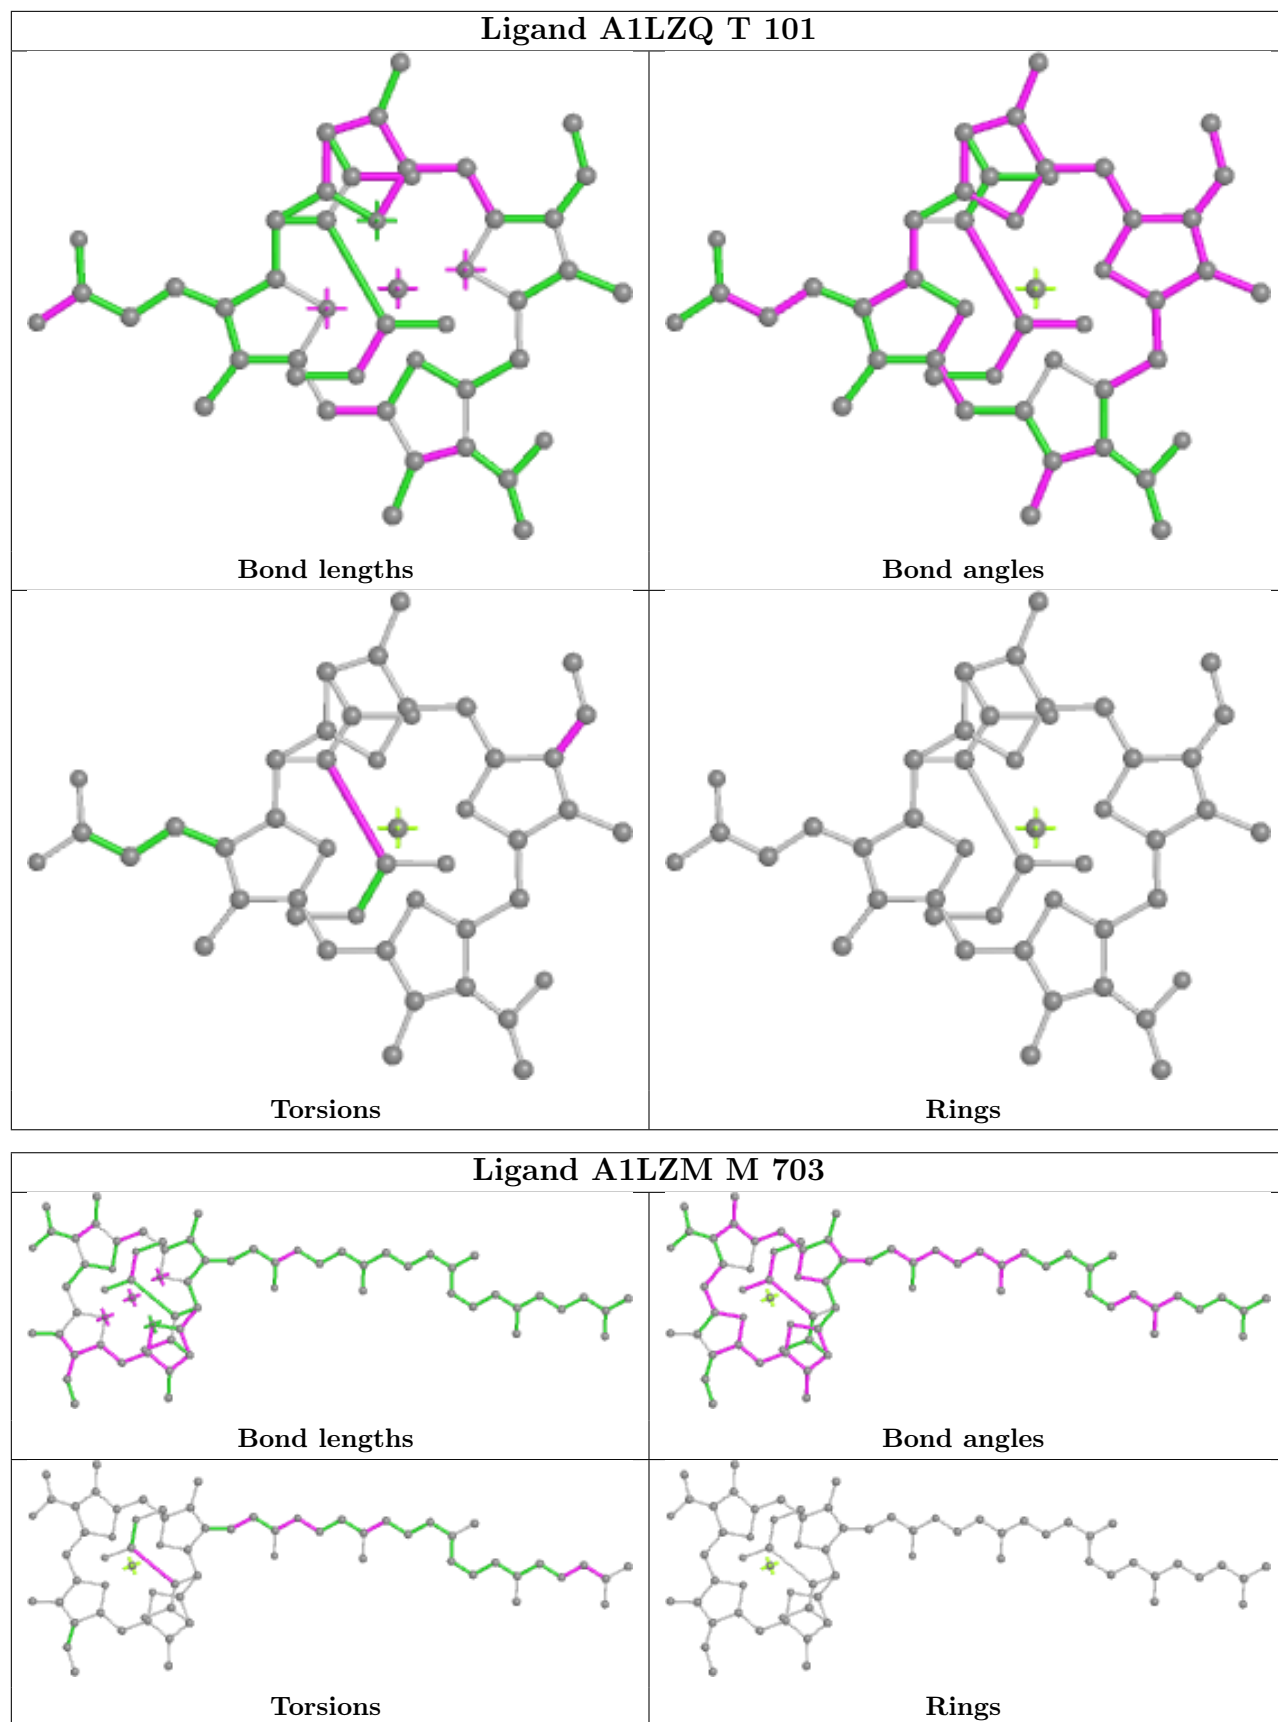 Ligand A1LZQ T 101
Bond lengths
Bond angles
Torsions
Rings
Ligand A1LZM M 703
Bond lengths
Bond angles
Torsions
Rings